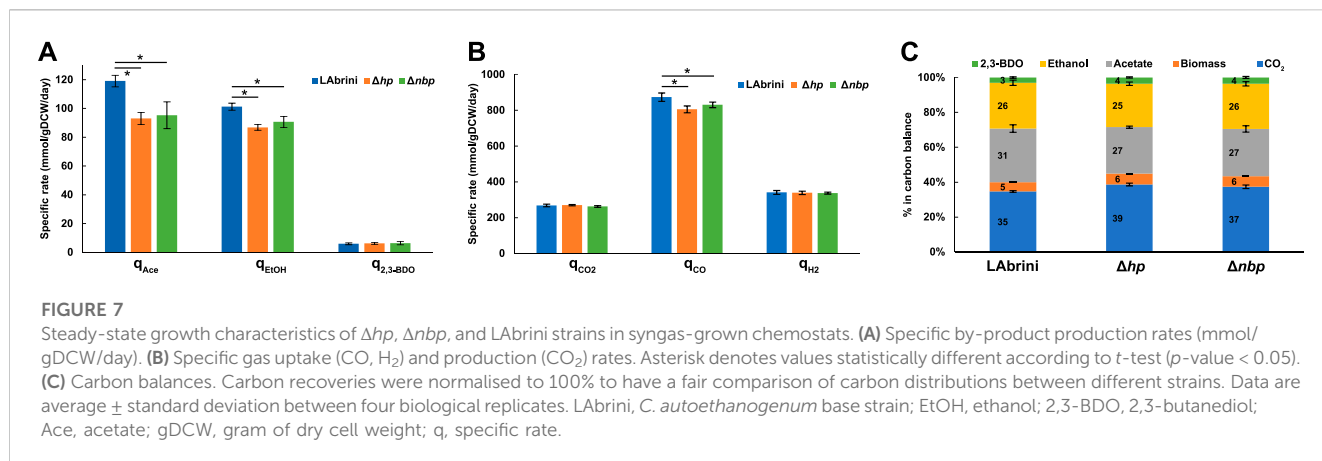 A
LAbrini Δhp Δnbp
Specific rate (mmol/gDCW/day)
120
100
80
60
40
20
0
* *
* *
qAce qEtOH q2,3-BDO
B
LAbrini Δhp Δnbp
Specific rate (mmol/gDCW/day)
1000
800
600
400
200
0
* *
qCO2 qCO qH2
C
2,3-BDO Ethanol Acetate Biomass CO2
% in carbon balance
100%
80%
60%
40%
20%
0%
3 4 4
26 25 26
31 27 27
5 6 6
35 39 37
LAbrini Δhp Δnbp
FIGURE 7
Steady-state growth characteristics of Δhp, Δnbp, and LAbrini strains in syngas-grown chemostats. (A) Specific by-product production rates (mmol/
gDCW/day). (B) Specific gas uptake (CO, H2) and production (CO2) rates. Asterisk denotes values statistically different according to t-test (p-value < 0.05).
(C) Carbon balances. Carbon recoveries were normalised to 100% to have a fair comparison of carbon distributions between different strains. Data are
average ± standard deviation between four biological replicates. LAbrini, C. autoethanogenum base strain; EtOH, ethanol; 2,3-BDO, 2,3-butanediol;
Ace, acetate; gDCW, gram of dry cell weight; q, specific rate.